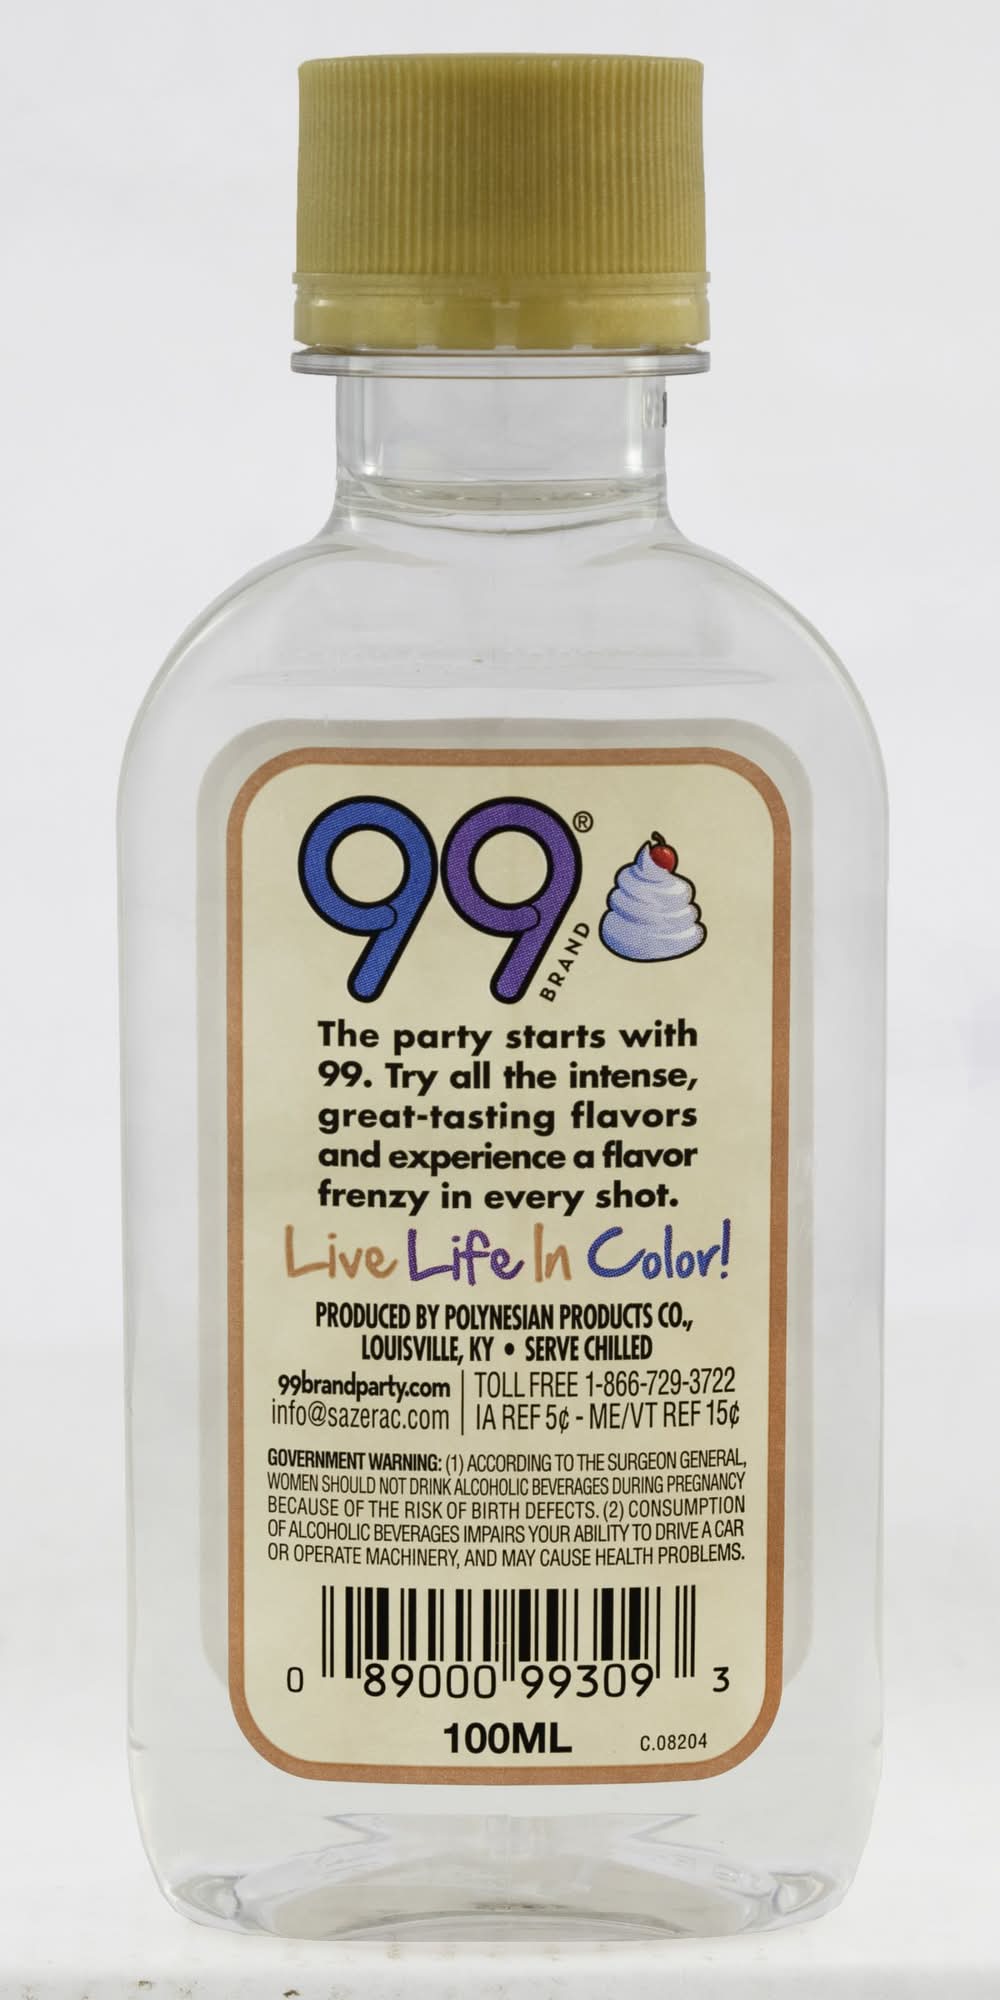 99®
BRAND
The party starts with
99. Try all the intense,
great-tasting flavors
and experience a flavor
frenzy in every shot.
Live Life In Color!
PRODUCED BY POLYNESIAN PRODUCTS CO.,
LOUISVILLE, KY • SERVE CHILLED
99brandparty.com | TOLL FREE 1-866-729-3722
info@sazerac.com | IA REF 5¢ - ME/VT REF 15¢
GOVERNMENT WARNING: (1) ACCORDING TO THE SURGEON GENERAL,
WOMEN SHOULD NOT DRINK ALCOHOLIC BEVERAGES DURING PREGNANCY
BECAUSE OF THE RISK OF BIRTH DEFECTS. (2) CONSUMPTION
OF ALCOHOLIC BEVERAGES IMPAIRS YOUR ABILITY TO DRIVE A CAR
OR OPERATE MACHINERY, AND MAY CAUSE HEALTH PROBLEMS.
0 89000 99309 3
100ML C.08204